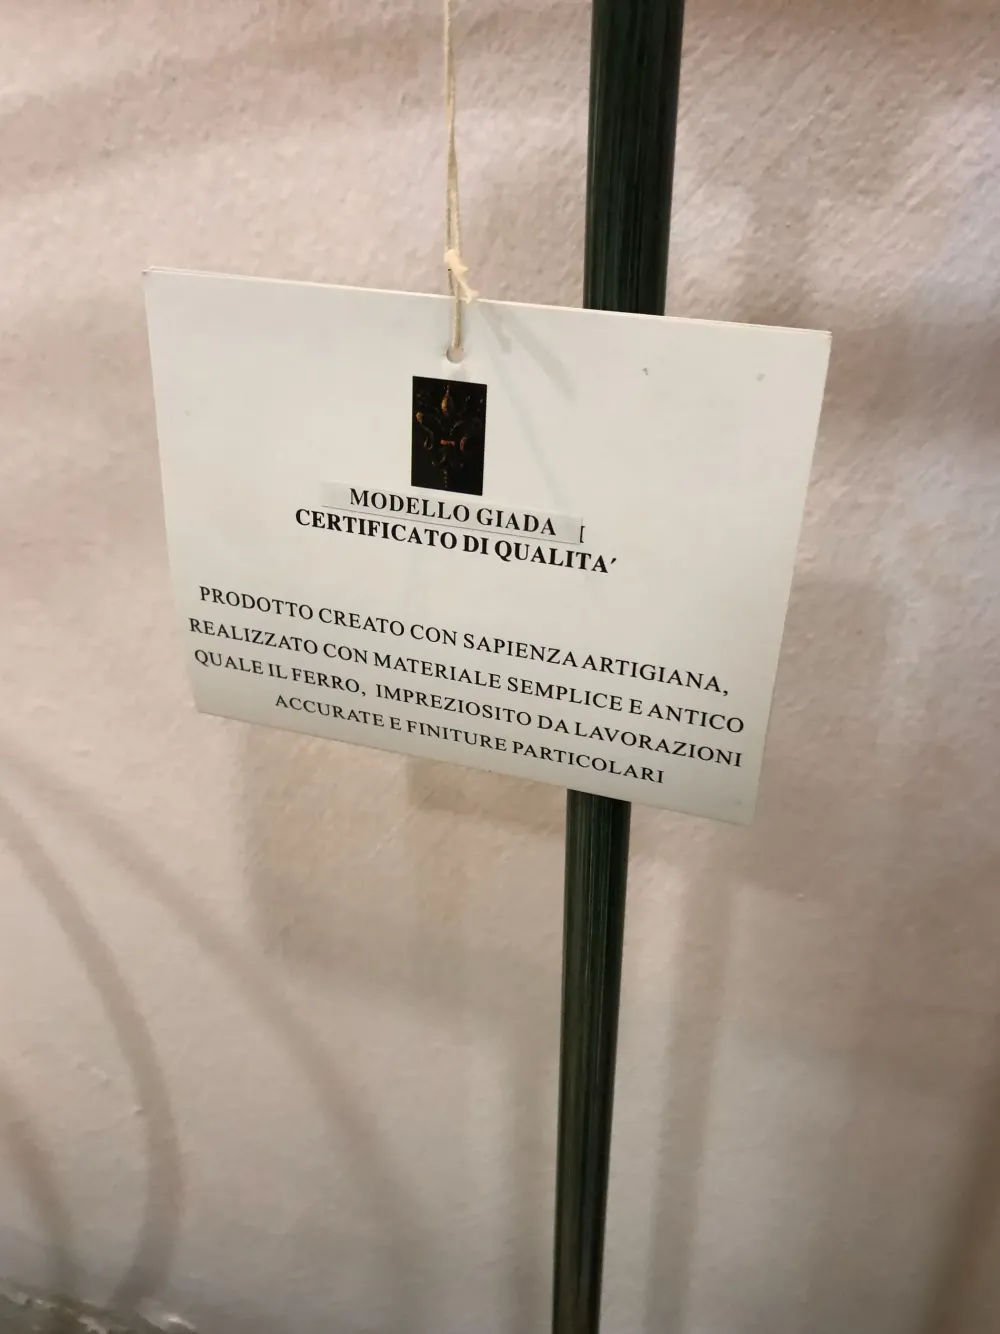 MODELLO GIADA
CERTIFICATO DI QUALITA'
PRODOTTO CREATO CON SAPIENZA ARTIGIANA,
REALIZZATO CON MATERIALE SEMPLICE E ANTICO
QUALE IL FERRO, IMPREZIOSITO DA LAVORAZIONI
ACCURATE E FINITURE PARTICOLARI